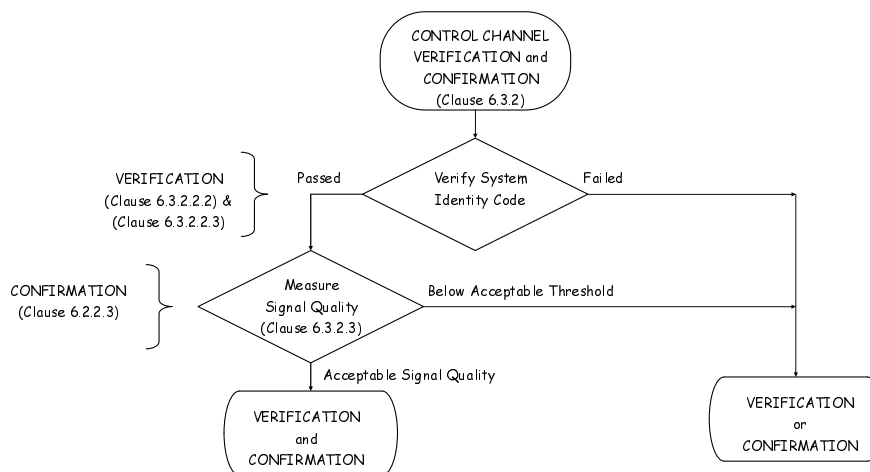 CONTROL CHANNEL
VERIFICATION and
CONFIRMATION
(Clause 6.3.2)
VERIFICATION
(Clause 6.3.2.2.2) &
(Clause 6.3.2.2.3)
Passed
Verify System
Identity Code
Failed
CONFIRMATION
(Clause 6.2.2.3)
Measure
Signal Quality
(Clause 6.3.2.3)
Below Acceptable Threshold
Acceptable Signal Quality
VERIFICATION
and
CONFIRMATION
VERIFICATION
or
CONFIRMATION